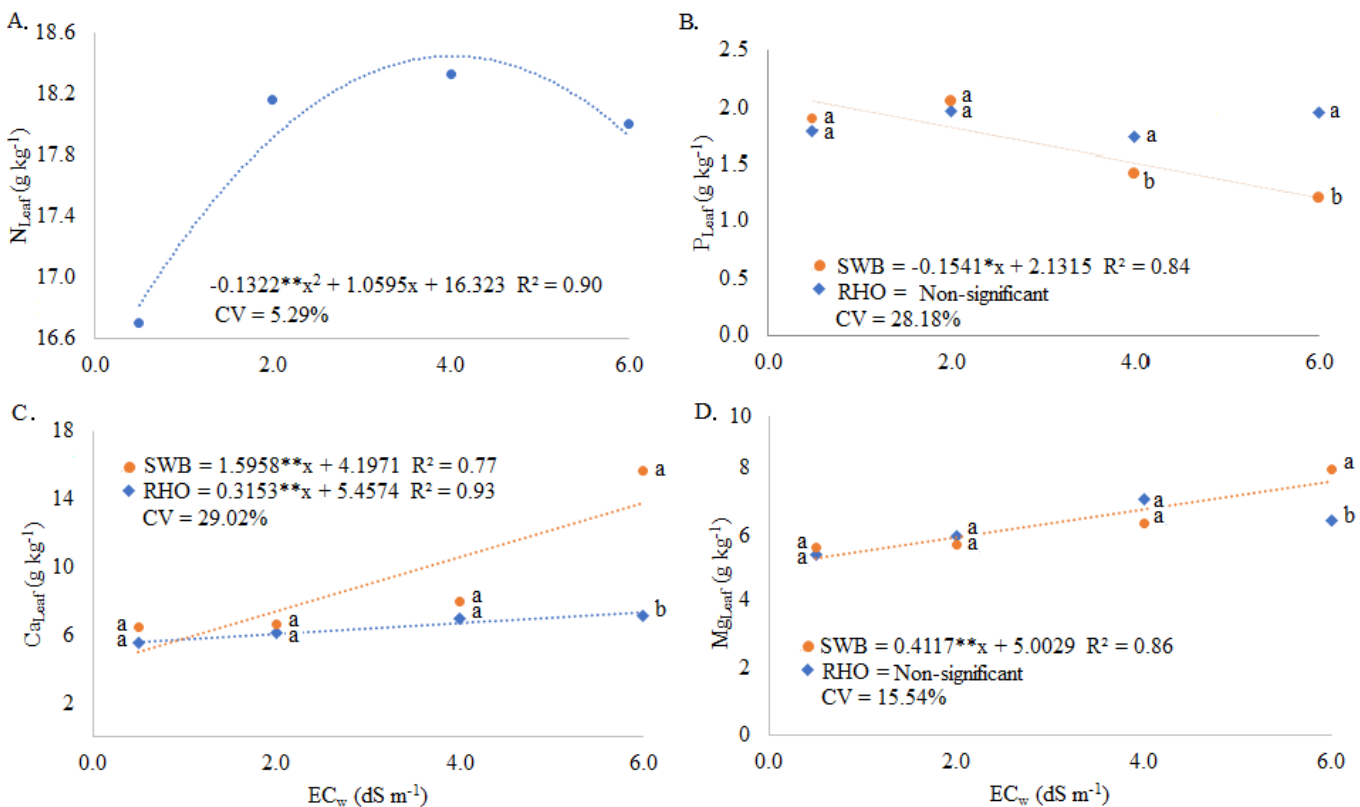 A.
18.6
18.2
17.8
17.4
17.0
16.6
N_Leaf (g kg⁻¹)
-0.1322**x² + 1.0595x + 16.323 R² = 0.90
CV = 5.29%
0.0 2.0 4.0 6.0
B.
2.5
2.0
1.5
1.0
0.5
0.0
P_Leaf (g kg⁻¹)
a
a
a
a
a
b
a
b
SWB = -0.1541*x + 2.1315 R² = 0.84
RHO = Non-significant
CV = 28.18%
0.0 2.0 4.0 6.0
C.
18
14
10
6
2
Ca_Leaf (g kg⁻¹)
SWB = 1.5958**x + 4.1971 R² = 0.77
RHO = 0.3153**x + 5.4574 R² = 0.93
CV = 29.02%
a
a
a
a
a
a
a
b
0.0 2.0 4.0 6.0
EC_w (dS m⁻¹)
D.
10
8
6
4
2
0
Mg_Leaf (g kg⁻¹)
a
a
a
a
a
a
a
b
SWB = 0.4117**x + 5.0029 R² = 0.86
RHO = Non-significant
CV = 15.54%
0.0 2.0 4.0 6.0
EC_w (dS m⁻¹)